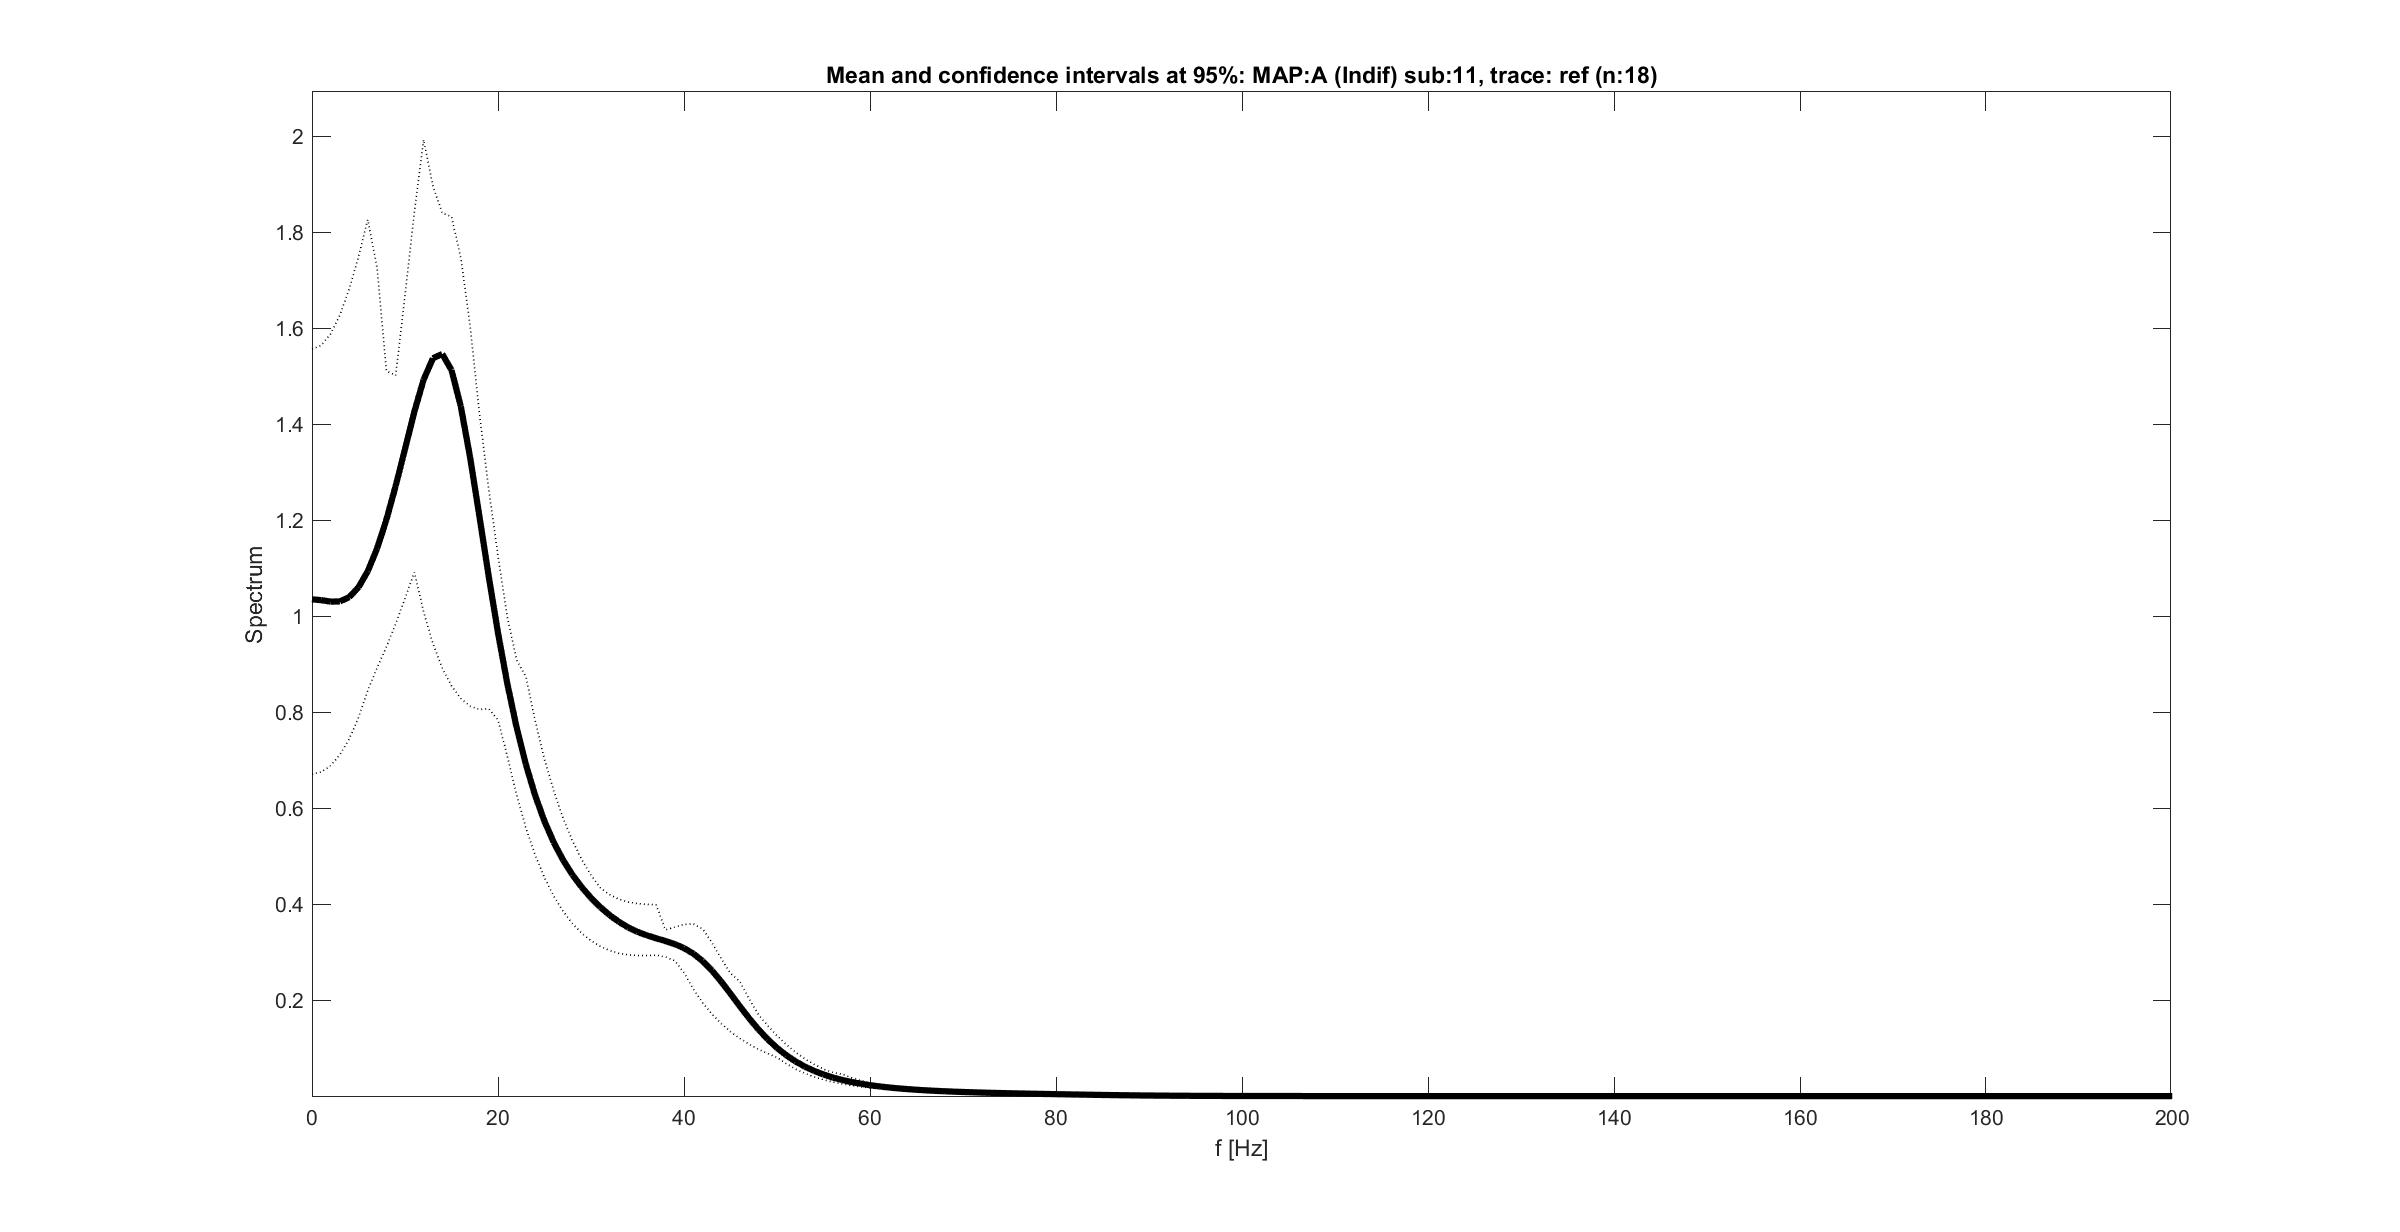 Mean and confidence intervals at 95%: MAP:A (Indif) sub:11, trace: ref (n:18)
2
1.8
1.6
1.4
1.2
1
0.8
0.6
0.4
0.2
Spectrum
0 20 40 60 80 100 120 140 160 180 200
f [Hz]